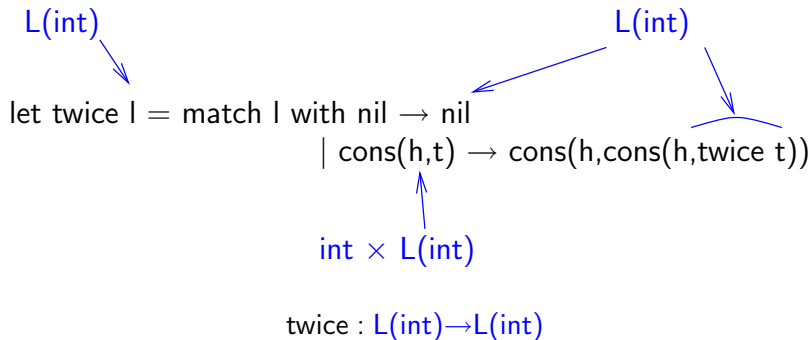 L(int) L(int)
let twice l = match l with nil → nil
| cons(h,t) → cons(h,cons(h,twice t))
int × L(int)
twice : L(int)→L(int)